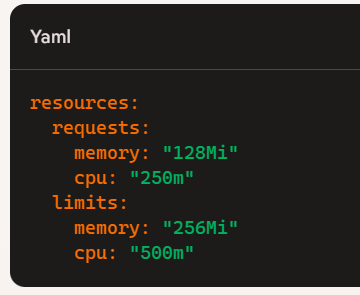 Yaml
resources:
  requests:
    memory: "128Mi"
    cpu: "250m"
  limits:
    memory: "256Mi"
    cpu: "500m"